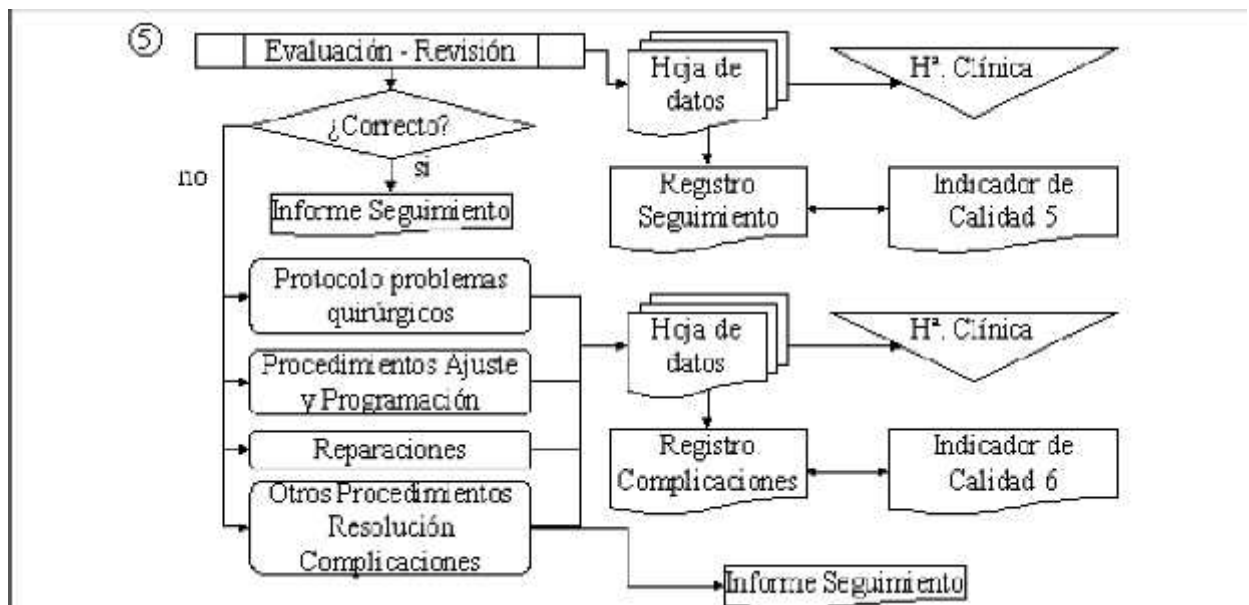 5
Evaluación - Revisión
¿Correcto?
no
si
Informe Seguimiento
Hoja de
datos
Hª. Clínica
Registro
Seguimiento
Indicador de
Calidad 5
Protocolo problemas
quirúrgicos
Procedimientos Ajuste
y Programación
Reparaciones
Otros Procedimientos
Resolución
Complicaciones
Hoja de
datos
Hª. Clínica
Registro
Complicaciones
Indicador de
Calidad 6
Informe Seguimiento